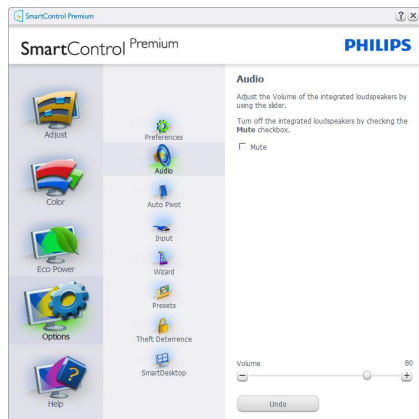 SmartControl Premium
? X
SmartControl Premium
PHILIPS
Adjust
Color
Eco Power
Options
Help
Preferences
Audio
Auto Pivot
Input
Wizard
Presets
Theft Deterrence
SmartDesktop
Audio
Adjust the Volume of the integrated loudspeakers by
using the slider.
Turn off the integrated loudspeakers by checking the
Mute checkbox.
Mute
Volume 80
Undo